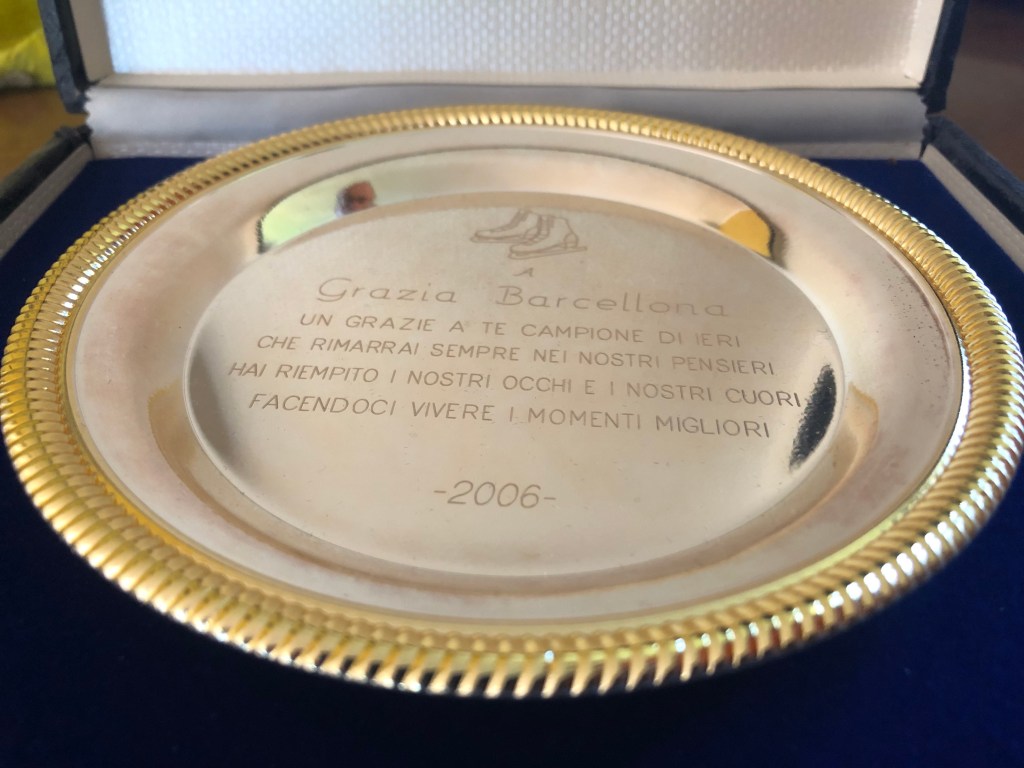 A
Grazia Barcellona
UN GRAZIE A' TE CAMPIONE DI IERI
CHE RIMARRAI SEMPRE NEI NOSTRI PENSIERI
HAI RIEMPITO I NOSTRI OCCHI E I NOSTRI CUORI
FACENDOCI VIVERE I MOMENTI MIGLIORI
-2006-